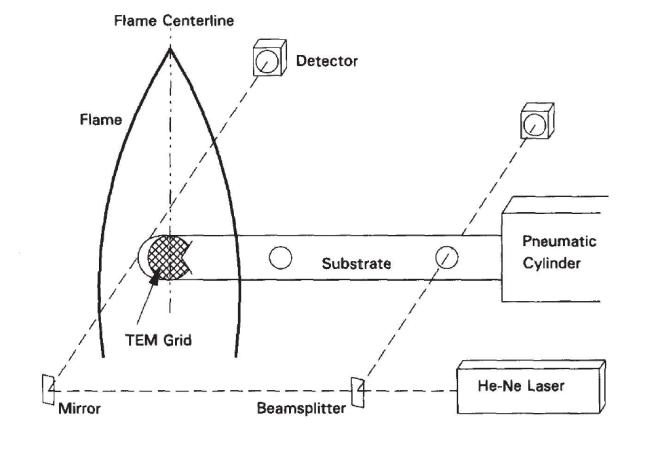 Flame Centerline
Detector
Flame
Pneumatic
Cylinder
Substrate
TEM Grid
He-Ne Laser
Mirror
Beamsplitter